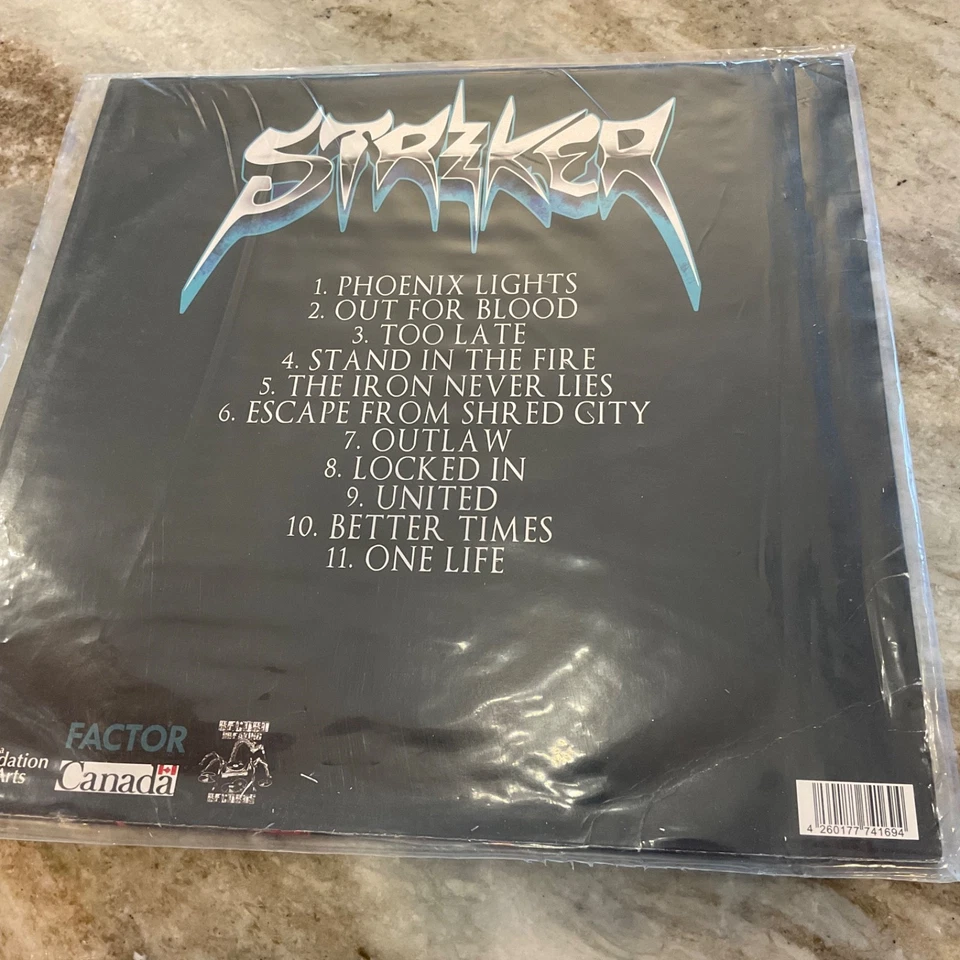 STRIKER
1. PHOENIX LIGHTS
2. OUT FOR BLOOD
3. TOO LATE
4. STAND IN THE FIRE
5. THE IRON NEVER LIES
6. ESCAPE FROM SHRED CITY
7. OUTLAW
8. LOCKED IN
9. UNITED
10. BETTER TIMES
11. ONE LIFE
a
dation
Arts
FACTOR
Canada
4 260177 741694